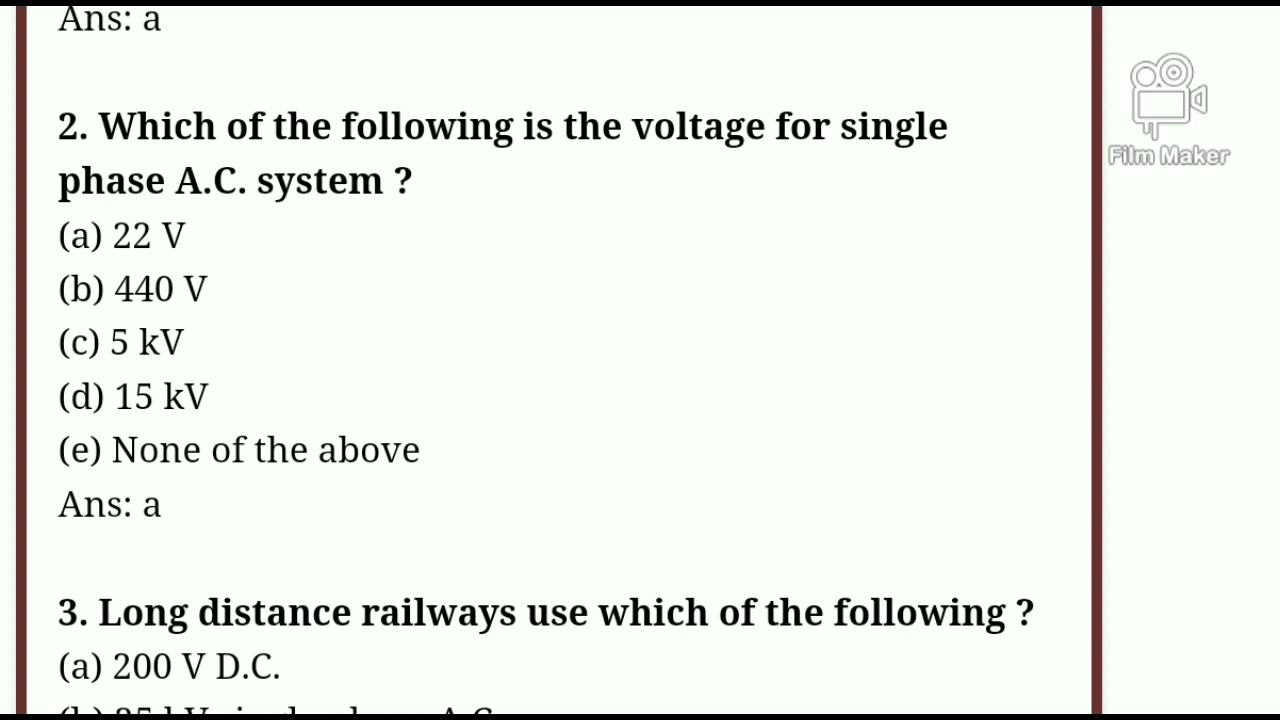 Ans: a
2. Which of the following is the voltage for single
phase A.C. system ?
(a) 22 V
(b) 440 V
(c) 5 kV
(d) 15 kV
(e) None of the above
Ans: a
3. Long distance railways use which of the following ?
(a) 200 V D.C.
Film Maker